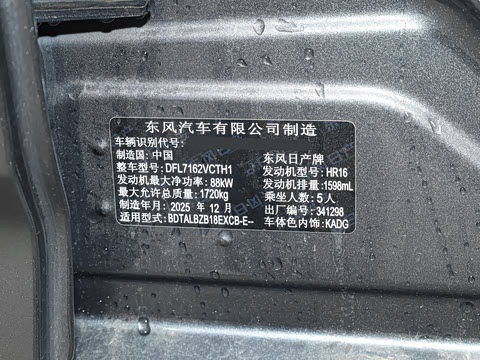 东风汽车有限公司制造
车辆识别代号:
制造国: 中国 东风日产牌
整车型号: DFL7162VCTH1 发动机型号: HR16
发动机最大净功率: 88kW 发动机排量: 1598mL
最大允许总质量: 1720kg 乘坐人数: 5人
制造年月: 2025 年 12 月 出厂编号: 341298
适用型式: BDTALBZB18EXCB-E-- 车体色内饰: KADG